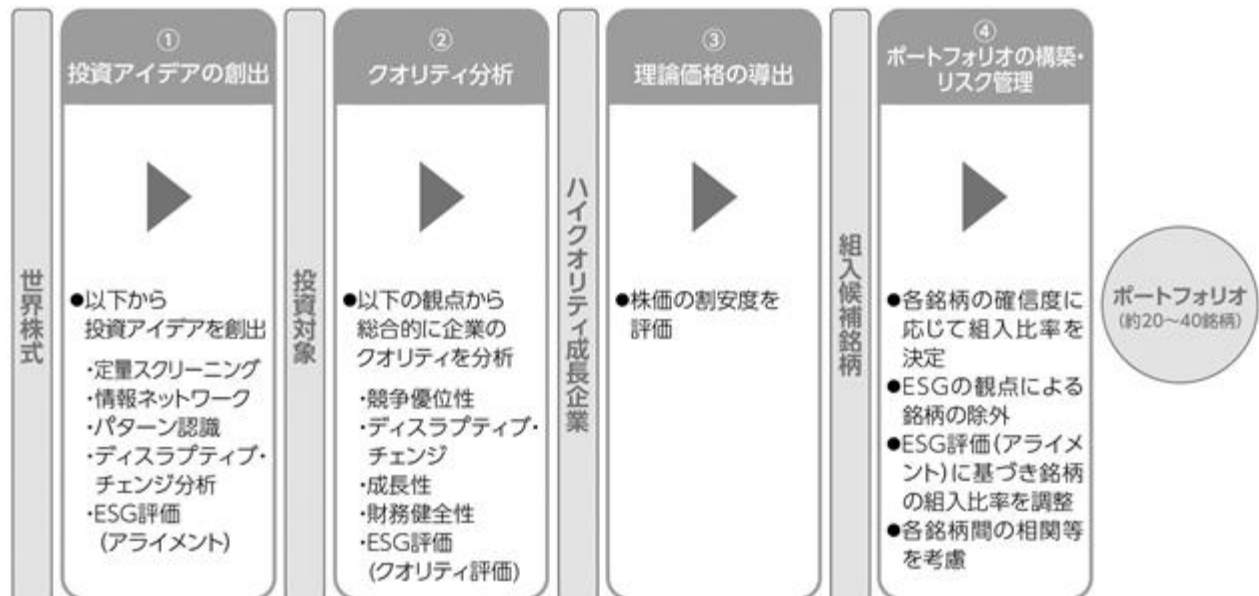 世界株式
①
投資アイデアの創出
●以下から
投資アイデアを創出
・定量スクリーニング
・情報ネットワーク
・パターン認識
・ディスラプティブ・
チェンジ分析
・ESG評価
(アライメント)
投資対象
②
クオリティ分析
●以下の観点から
総合的に企業の
クオリティを分析
・競争優位性
・ディスラプティブ・
チェンジ
・成長性
・財務健全性
・ESG評価
(クオリティ評価)
ハイクオリティ成長企業
③
理論価格の導出
●株価の割安度を
評価
組入候補銘柄
④
ポートフォリオの構築・
リスク管理
●各銘柄の確信度に
応じて組入比率を
決定
●ESGの観点による
銘柄の除外
●ESG評価(アライメ
ント)に基づき銘柄
の組入比率を調整
●各銘柄間の相関等
を考慮
ポートフォリオ
(約20~40銘柄)